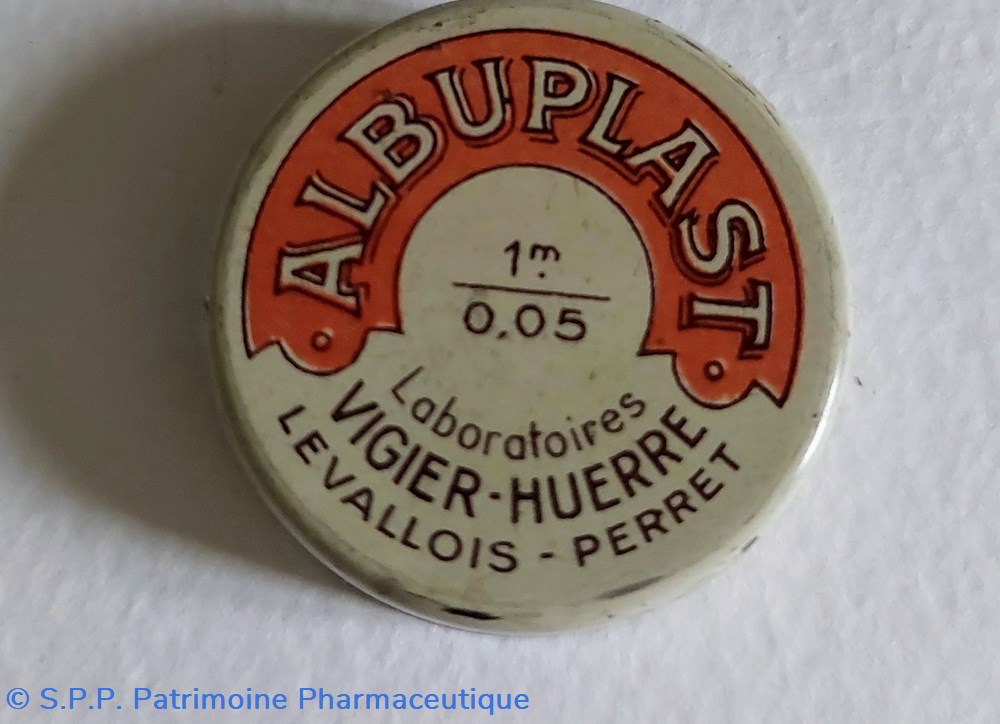 ALBUPLAST
1m.
0,05
Laboratoires
VIGIER-HUERRE
LEVALLOIS - PERRET
© S.P.P. Patrimoine Pharmaceutique